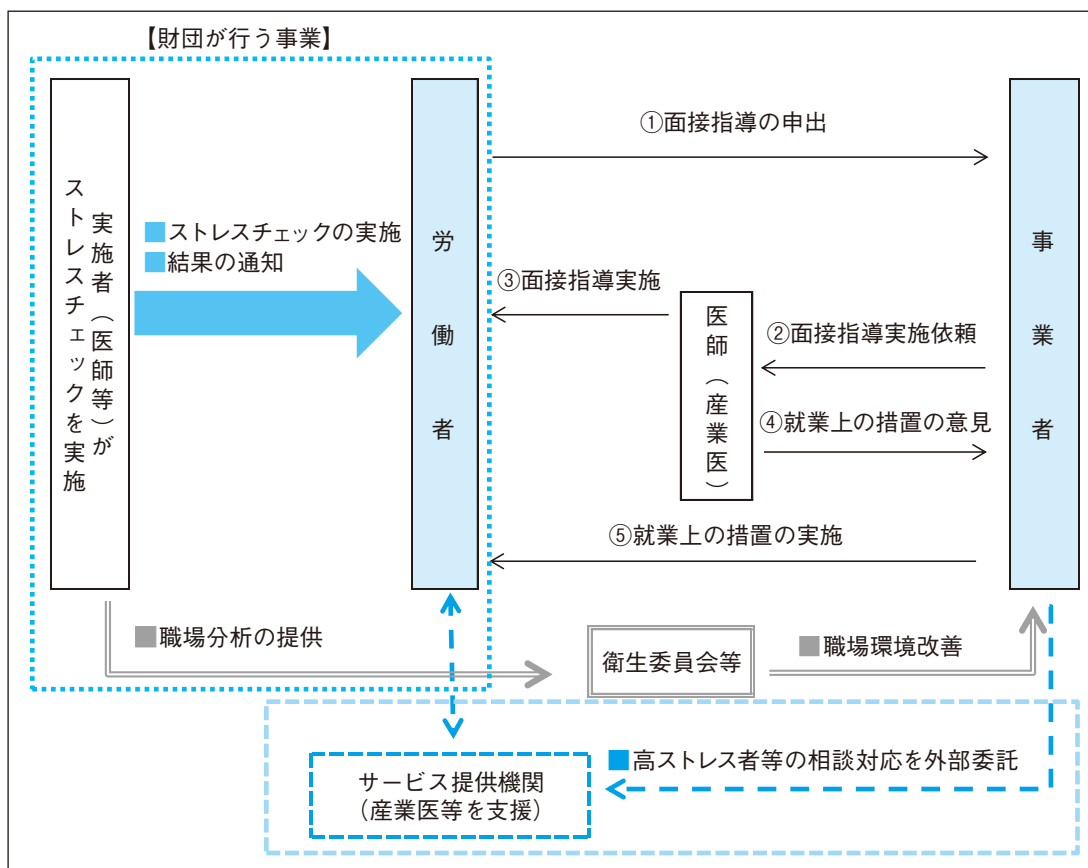 【財団が行う事業】
実施者(医師等)が
ストレスチェックを実施
■ストレスチェックの実施
■結果の通知
労働者
①面接指導の申出
③面接指導実施
医師(産業医)
②面接指導実施依頼
④就業上の措置の意見
⑤就業上の措置の実施
事業者
■職場分析の提供
衛生委員会等
■職場環境改善
■高ストレス者等の相談対応を外部委託
サービス提供機関
(産業医等を支援)